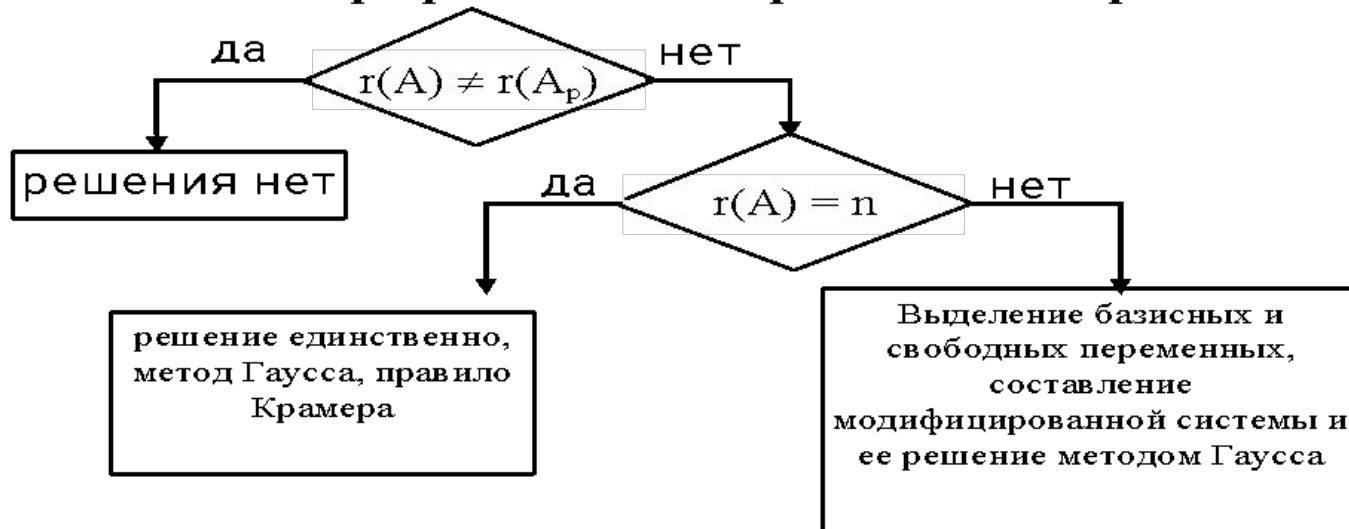 да
нет
r(A) ≠ r(Aₚ)
решения нет
да
нет
r(A) = n
решение единственно,
метод Гаусса, правило
Крамера
Выделение базисных и
свободных переменных,
составление
модифицированной системы и
ее решение методом Гаусса